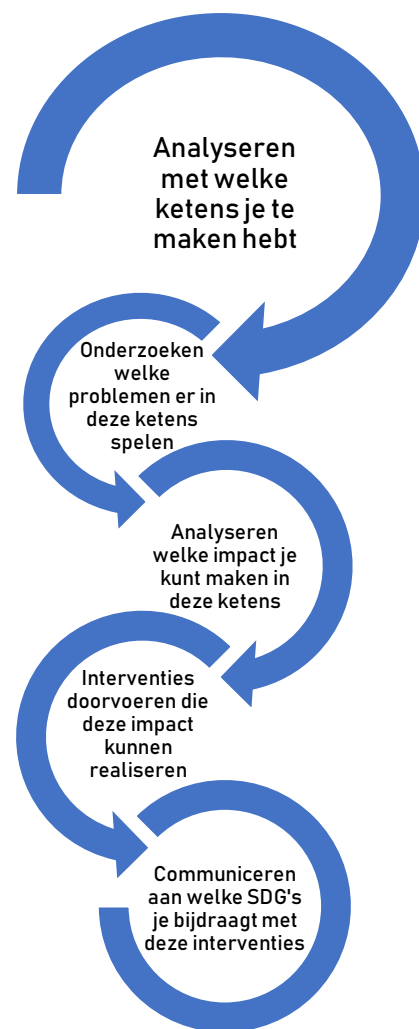 Analyseren
met welke
ketens je te
maken hebt
Onderzoeken
welke
problemen er in
deze ketens
spelen
Analyseren
welke impact je
kunt maken in
deze ketens
Interventies
doorvoeren die
deze impact
kunnen
realiseren
Communiceren
aan welke SDG's
je bijdraagt met
deze interventies